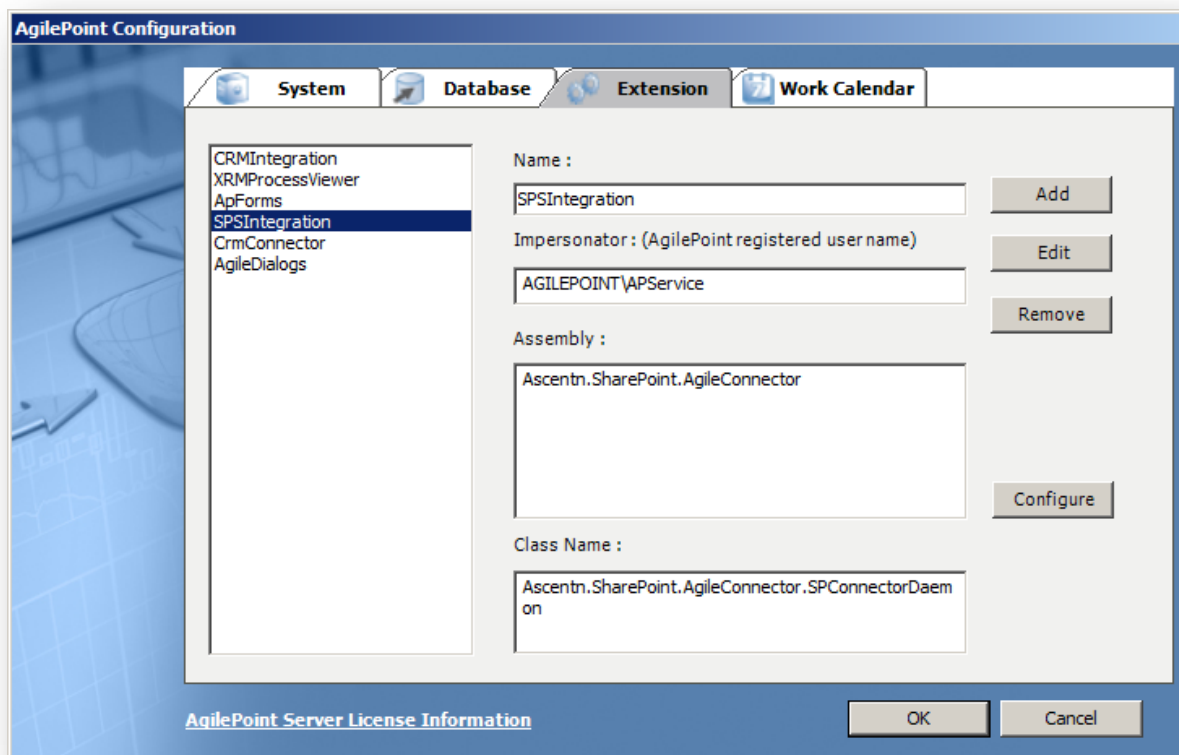 AgilePoint Configuration
System
Database
Extension
7
Work Calendar
CRMIntegration
XRMProcessViewer
ApForms
SPSIntegration
CrmConnector
AgileDialogs
Name :
SPSIntegration
Add
Impersonator : (AgilePoint registered user name)
AGILEPOINT\APService
Edit
Remove
Assembly :
Ascentn.SharePoint.AgileConnector
Configure
Class Name :
Ascentn.SharePoint.AgileConnector.SPConnectorDaem
on
AgilePoint Server License Information
OK
Cancel